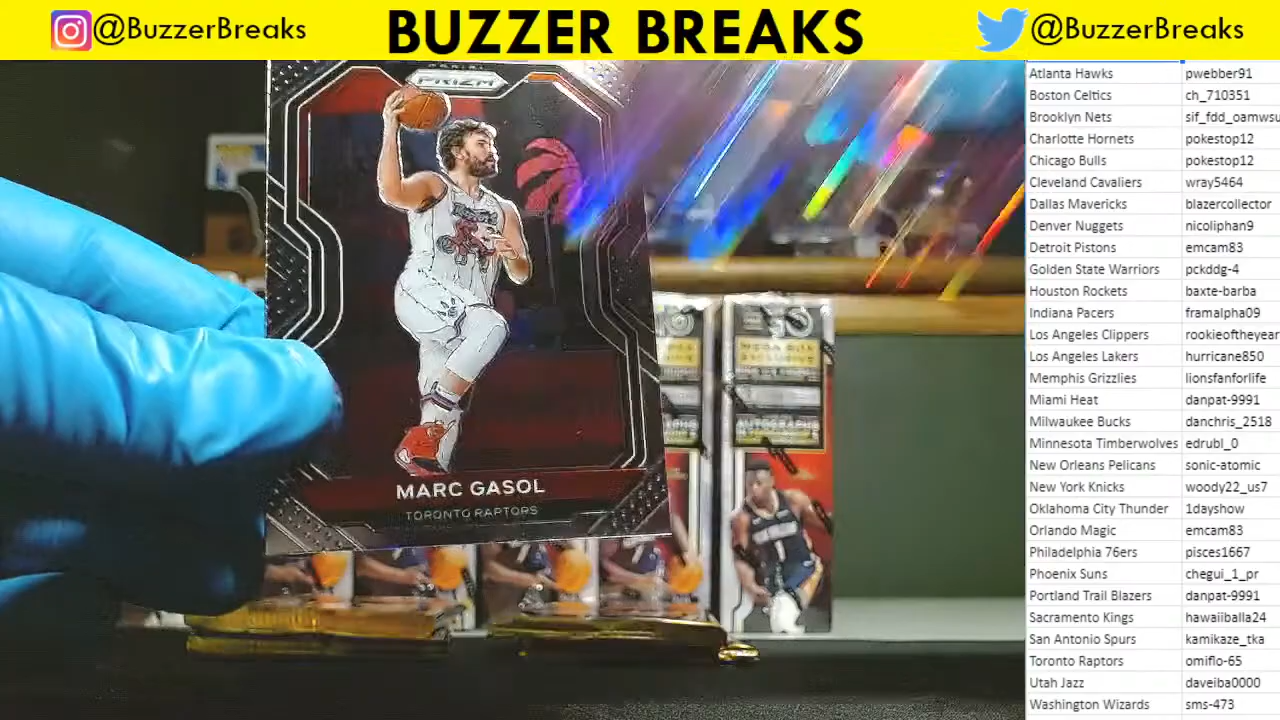 @BuzzerBreaks
BUZZER BREAKS
@BuzzerBreaks
PRIZM
MARC GASOL
TORONTO RAPTORS
MEGA BOX
EXCLUSIVE
AUTOGRAPHS
Atlanta Hawks pwebber91
Boston Celtics ch_710351
Brooklyn Nets sif_fdd_oamwsu
Charlotte Hornets pokestop12
Chicago Bulls pokestop12
Cleveland Cavaliers wray5464
Dallas Mavericks blazercollector
Denver Nuggets nicoliphan9
Detroit Pistons emcam83
Golden State Warriors pckddg-4
Houston Rockets baxte-barba
Indiana Pacers framalpha09
Los Angeles Clippers rookieoftheyear
Los Angeles Lakers hurricane850
Memphis Grizzlies lionsfanforlife
Miami Heat danpat-9991
Milwaukee Bucks danchris_2518
Minnesota Timberwolves edrubl_0
New Orleans Pelicans sonic-atomic
New York Knicks woody22_us7
Oklahoma City Thunder 1dayshow
Orlando Magic emcam83
Philadelphia 76ers pisces1667
Phoenix Suns chegui_1_pr
Portland Trail Blazers danpat-9991
Sacramento Kings hawaiiballa24
San Antonio Spurs kamikaze_tka
Toronto Raptors omiflo-65
Utah Jazz daveiba0000
Washington Wizards sms-473